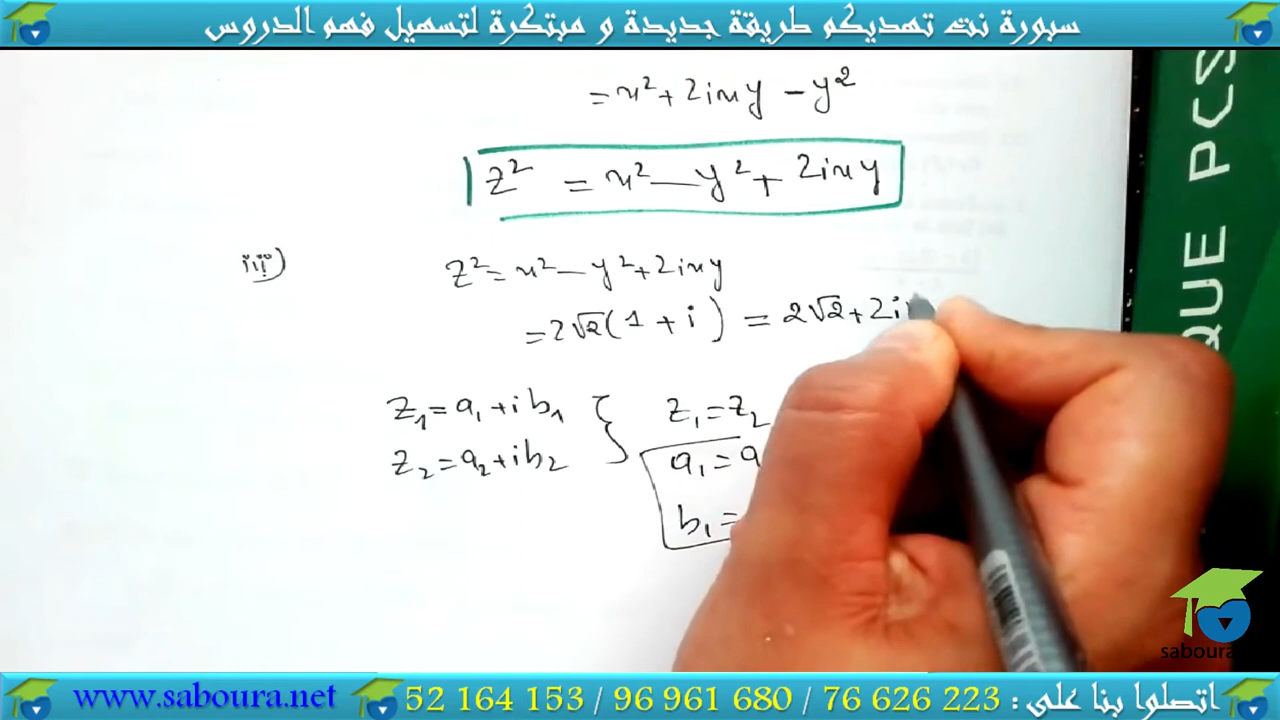 سبورة نت تهديكم طريقة جديدة و مبتكرة لتسهيل فهم الدروس
= x² + 2ixy - y²
z² = x² - y² + 2ixy
iii)
z² = x² - y² + 2ixy
= 2√2(1 + i) = 2√2 + 2i
z₁ = a₁ + ib₁
z₂ = a₂ + ib₂
z₁ = z₂
a₁ = a
b₁ =
QUE PCS
saboura
www.saboura.net
52 164 153 / 96 961 680 / 76 626 223 : اتصلوا بنا على